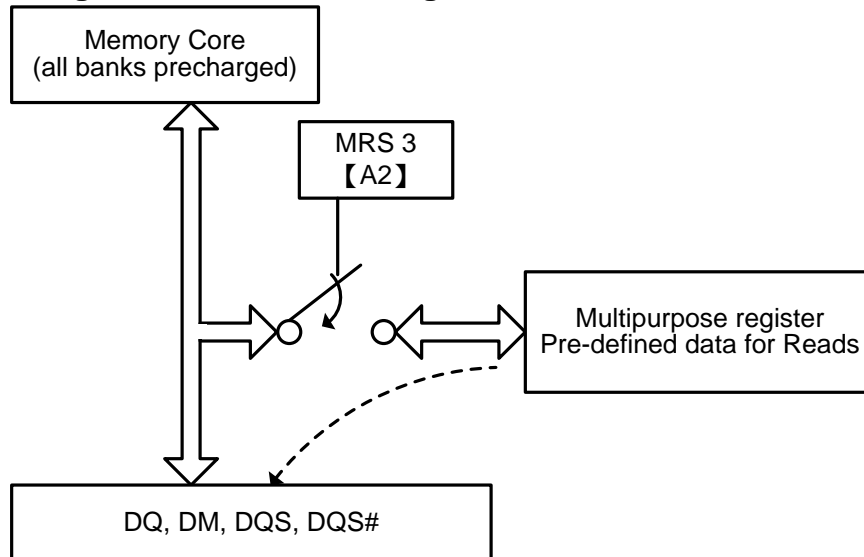 Memory Core
(all banks precharged)
MRS 3
【A2】
Multipurpose register
Pre-defined data for Reads
DQ, DM, DQS, DQS#